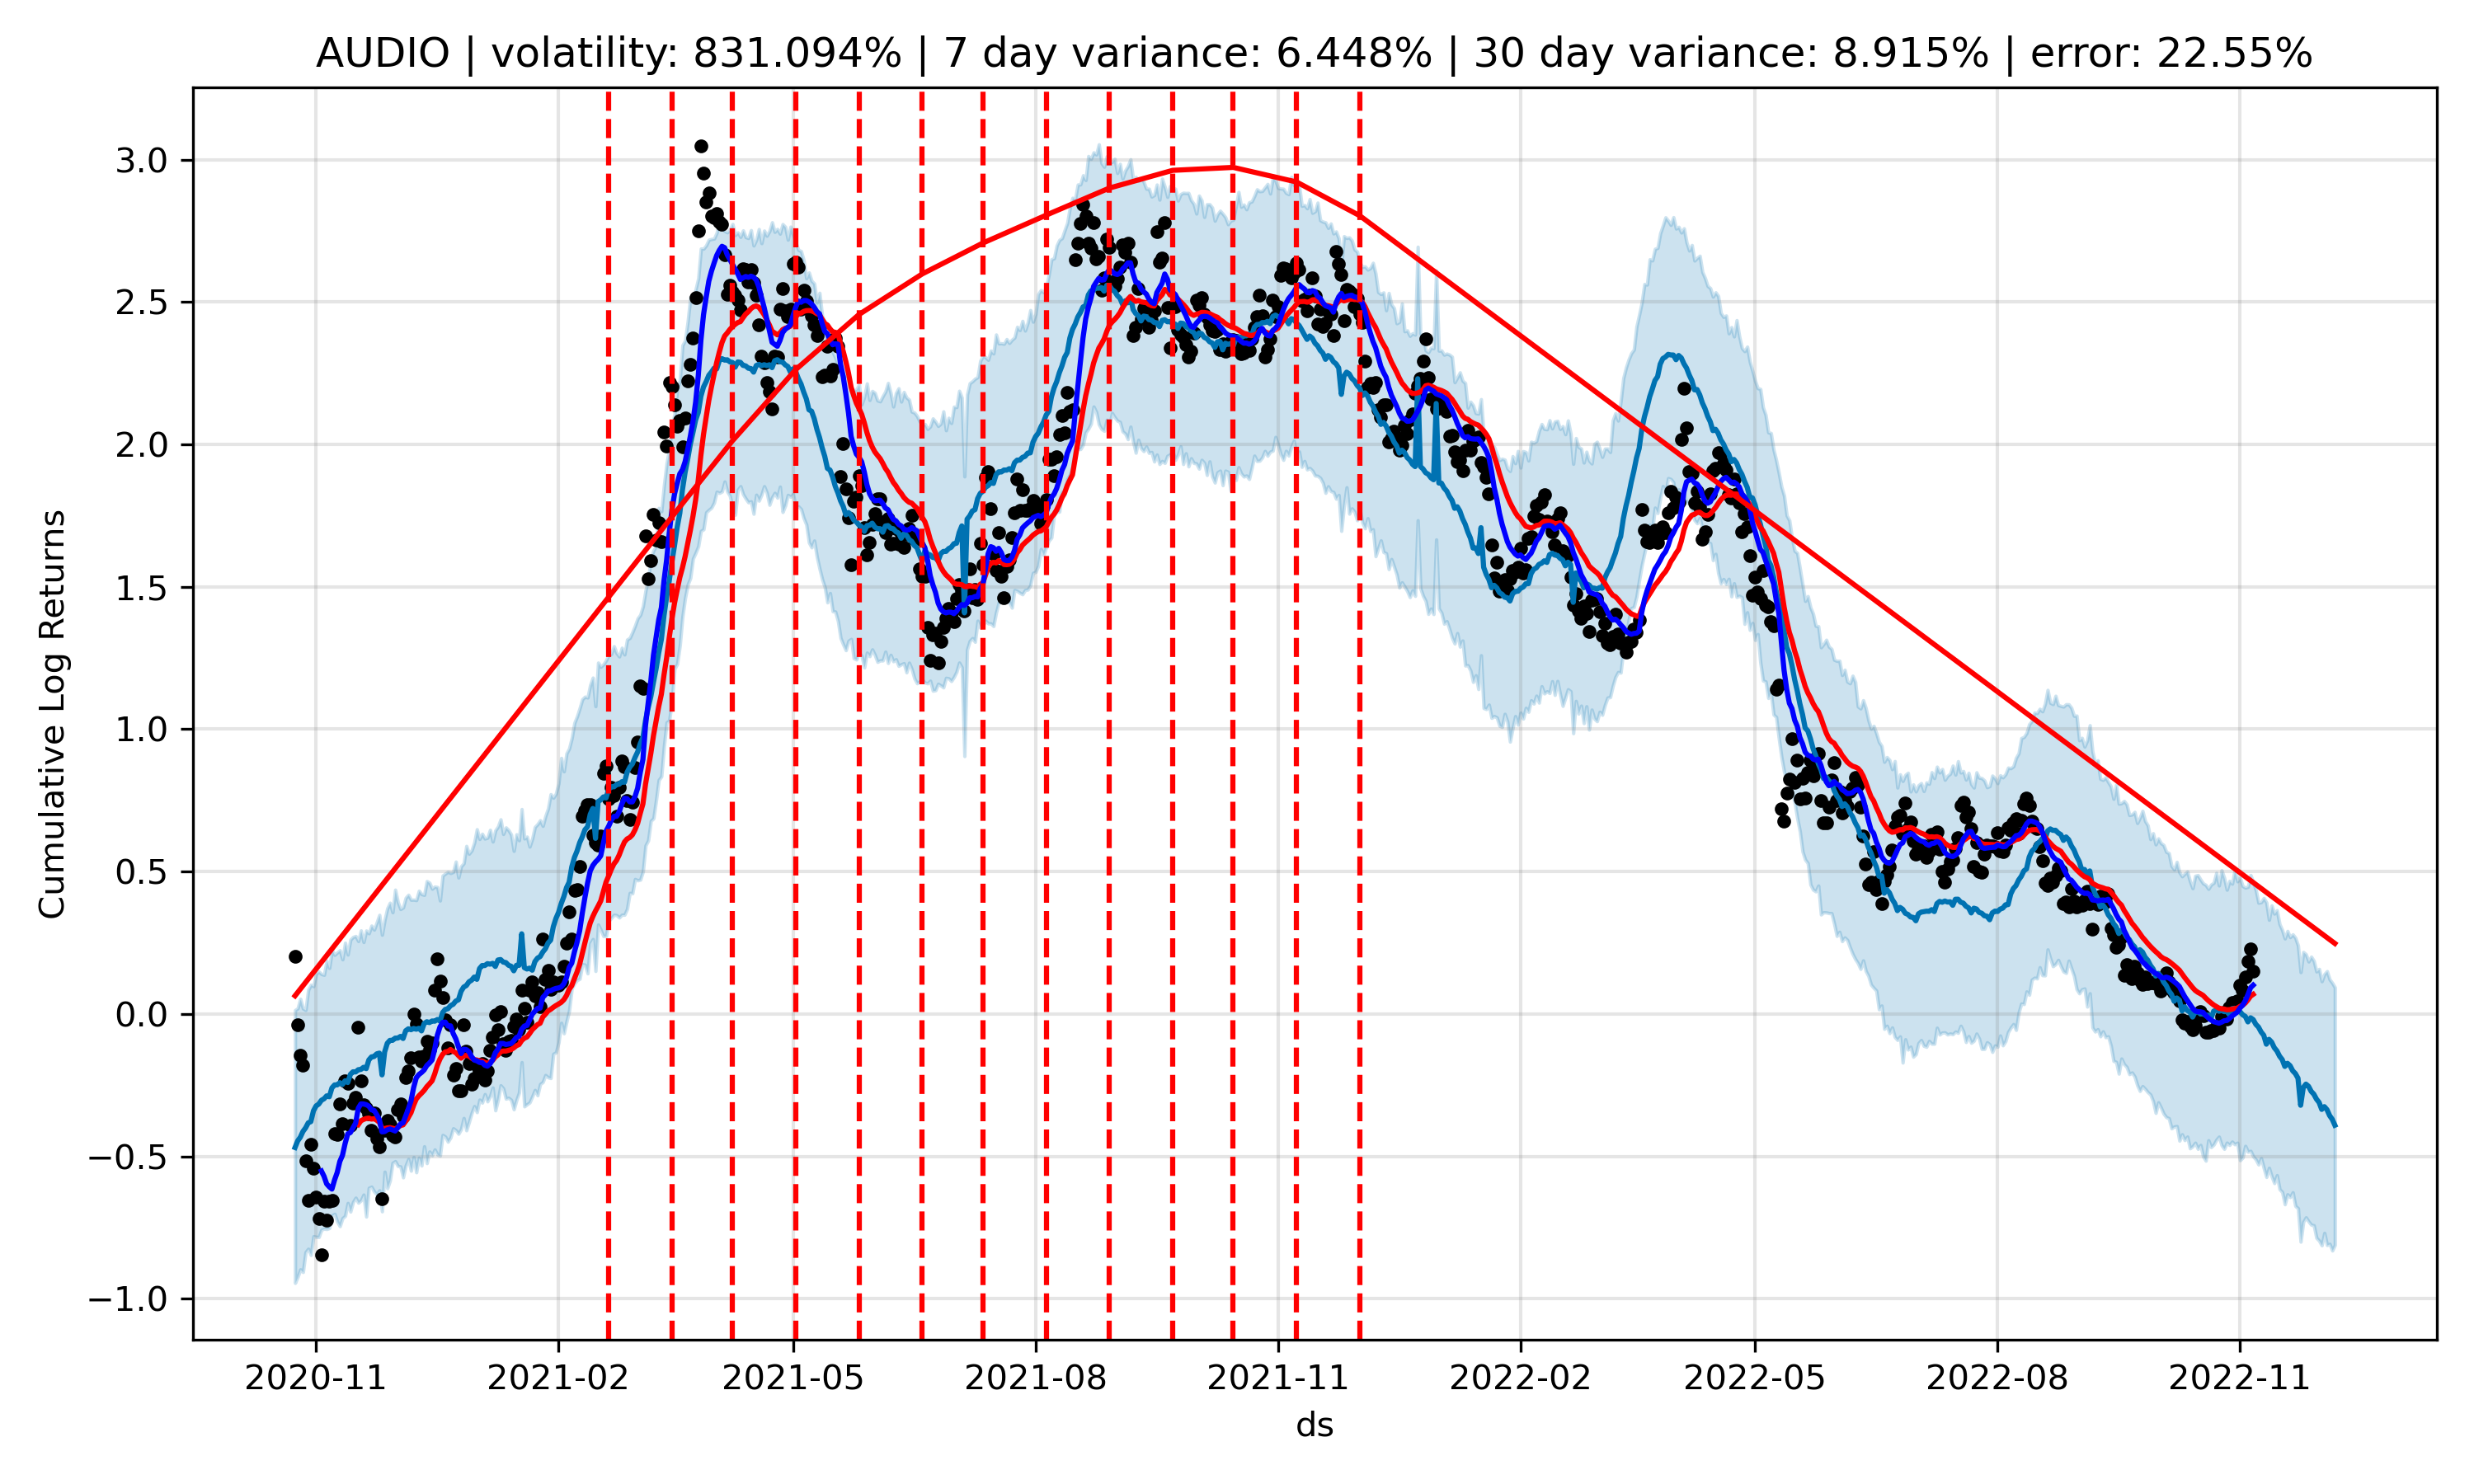 AUDIO | volatility: 831.094% | 7 day variance: 6.448% | 30 day variance: 8.915% | error: 22.55%
3.0
2.5
2.0
1.5
1.0
0.5
0.0
−0.5
−1.0
Cumulative Log Returns
2020-11 2021-02 2021-05 2021-08 2021-11 2022-02 2022-05 2022-08 2022-11
ds